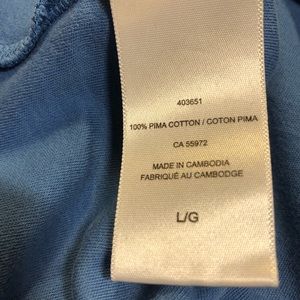 403651
100% PIMA COTTON / COTON PIMA
CA 55972
MADE IN CAMBODIA
FABRIQUÉ AU CAMBODGE
L/G